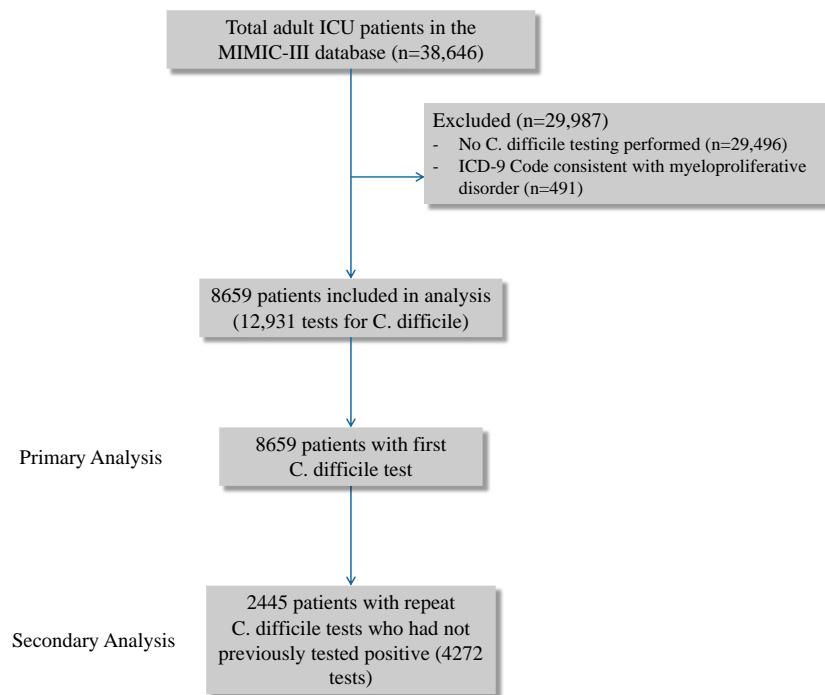 Total adult ICU patients in the
MIMIC-III database (n=38,646)
Excluded (n=29,987)
- No C. difficile testing performed (n=29,496)
- ICD-9 Code consistent with myeloproliferative
disorder (n=491)
8659 patients included in analysis
(12,931 tests for C. difficile)
Primary Analysis
8659 patients with first
C. difficile test
Secondary Analysis
2445 patients with repeat
C. difficile tests who had not
previously tested positive (4272
tests)